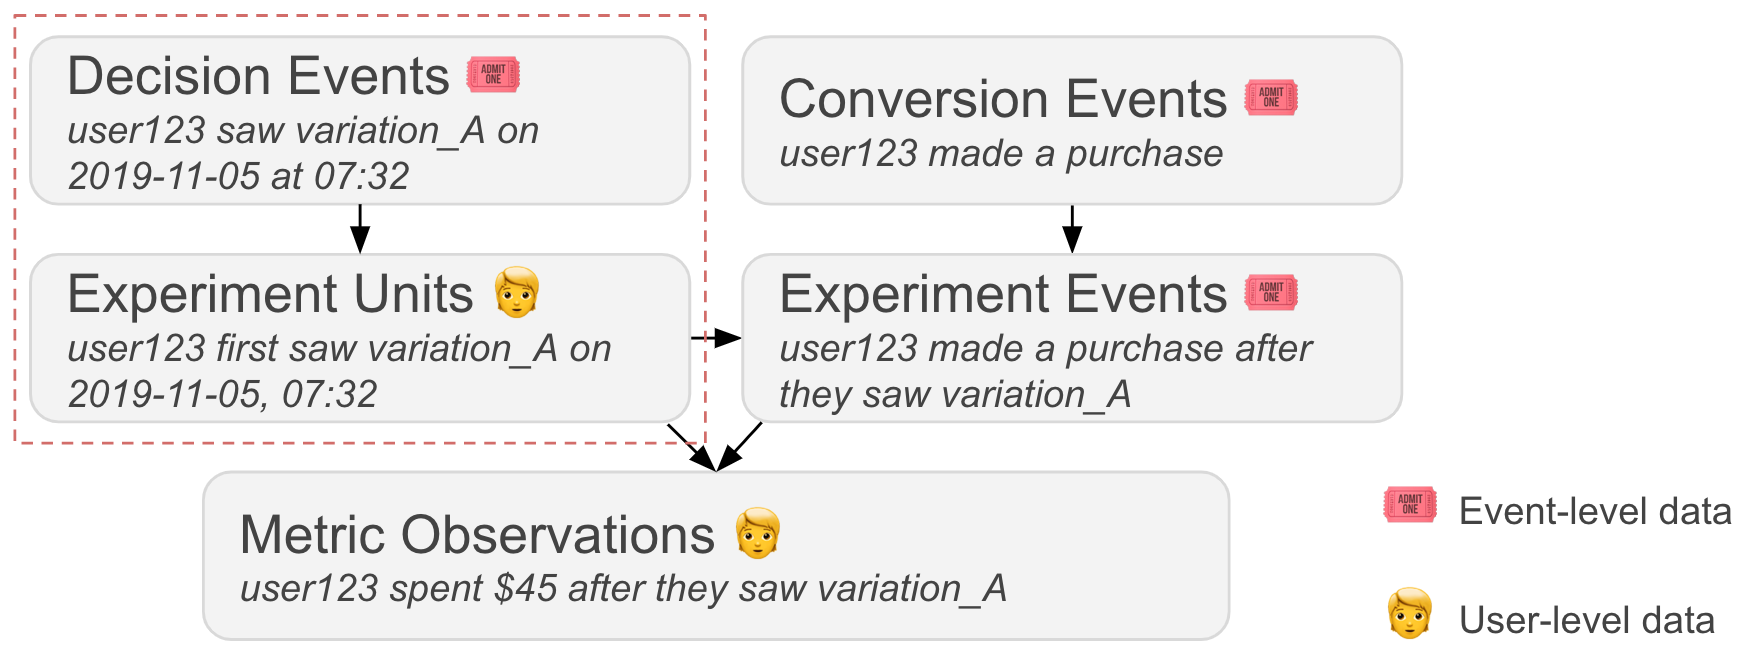 Decision Events
ADMIT
ONE
user123 saw variation_A on
2019-11-05 at 07:32
Conversion Events
ADMIT
ONE
user123 made a purchase
Experiment Units
user123 first saw variation_A on
2019-11-05, 07:32
Experiment Events
ADMIT
ONE
user123 made a purchase after
they saw variation_A
Metric Observations
user123 spent $45 after they saw variation_A
ADMIT
ONE
Event-level data
User-level data